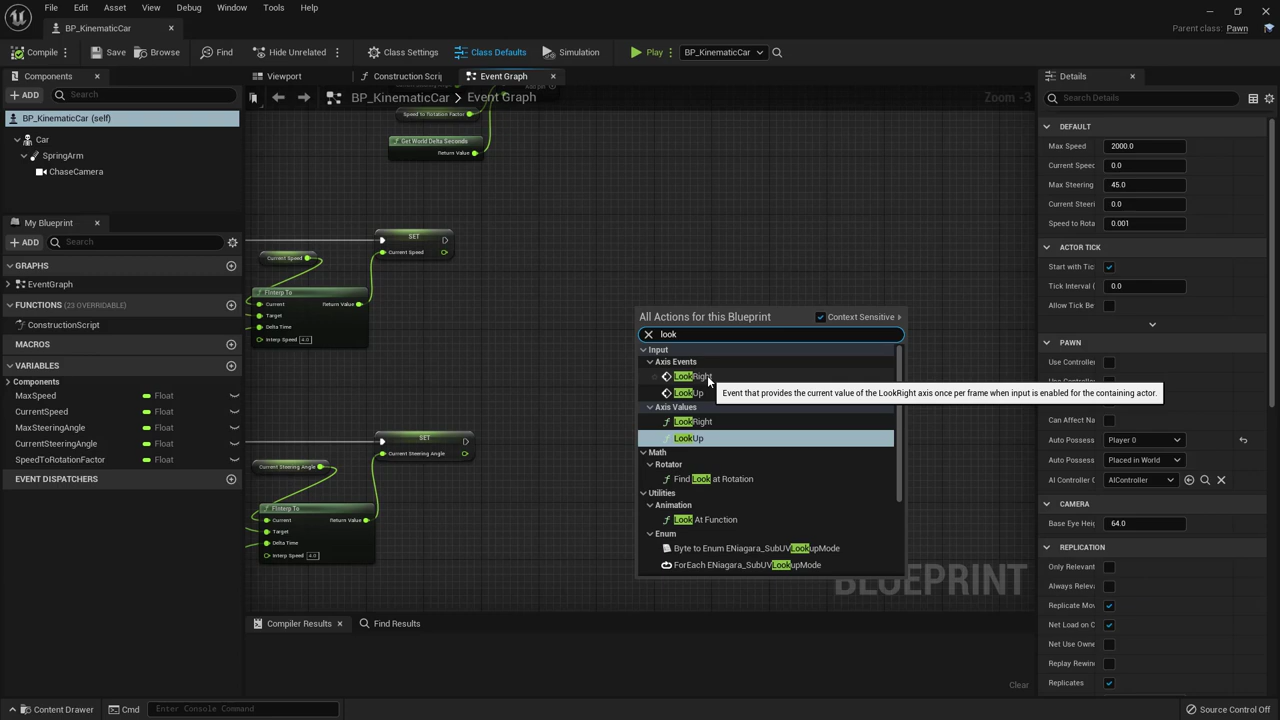 File Edit Asset View Debug Window Tools Help
BP_KinematicCar
Parent class: Pawn
Compile Save Browse Find Hide Unrelated Class Settings Class Defaults Simulation Play BP_KinematicCar
Components
ADD Search
BP_KinematicCar (self)
Car
SpringArm
ChaseCamera
My Blueprint
ADD Search
GRAPHS
EventGraph
FUNCTIONS (23 OVERRIDABLE)
ConstructionScript
MACROS
VARIABLES
Components
MaxSpeed Float
CurrentSpeed Float
MaxSteeringAngle Float
CurrentSteeringAngle Float
SpeedToRotationFactor Float
EVENT DISPATCHERS
Viewport Construction Scrip Event Graph
BP_KinematicCar > Event Graph
Zoom -3
Speed to Rotation Factor
Get World Delta Seconds
Return Value
SET
Current Speed
Current Speed
FInterp To
Current Return Value
Target
Delta Time
Interp Speed 4.0
SET
Current Steering Angle
Current Steering Angle
FInterp To
Current Return Value
Target
Delta Time
Interp Speed 4.0
All Actions for this Blueprint Context Sensitive
look
Input
Axis Events
LookRight
LookUp
Event that provides the current value of the LookRight axis once per frame when input is enabled for the containing actor.
Axis Values
LookRight
LookUp
Math
Rotator
Find Look at Rotation
Utilities
Animation
Look At Function
Enum
Byte to Enum ENiagara_SubUVLookupMode
ForEach ENiagara_SubUVLookupMode
BLUEPRINT
Compiler Results Find Results
Clear
Details
Search Details
DEFAULT
Max Speed 2000.0
Current Speed 0.0
Max Steering 45.0
Current Steeri 0.0
Speed to Rota 0.001
ACTOR TICK
Start with Tic
Tick Interval ( 0.0
Allow Tick Be
PAWN
Use Controller
Can Affect Na
Auto Possess Player 0
Auto Possess Placed in World
AI Controller C AIController
CAMERA
Base Eye Heig 64.0
REPLICATION
Only Relevant
Always Releva
Replicate Mov
Net Load on C
Net Use Owne
Replay Rewin
Replicates
Content Drawer Cmd Enter Console Command Source Control Off